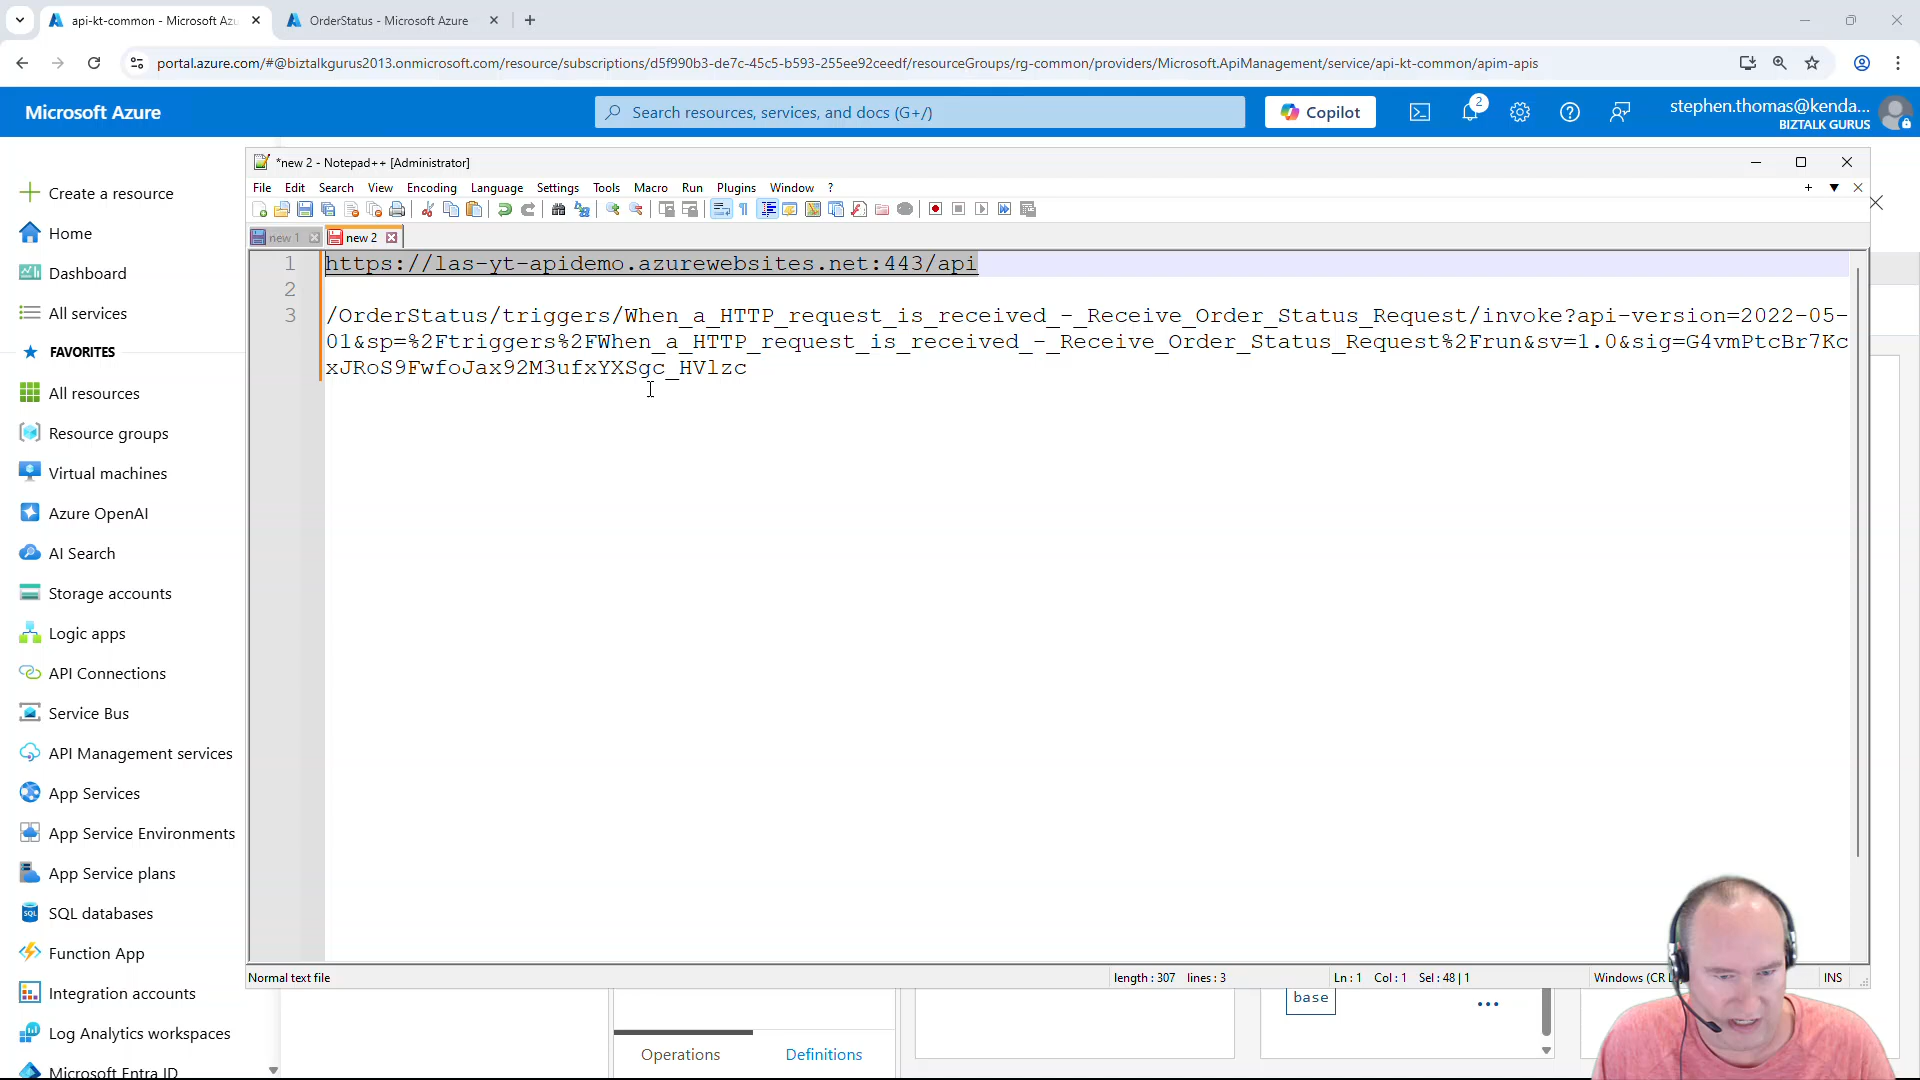 api-kt-common - Microsoft Az
OrderStatus - Microsoft Azure
portal.azure.com/#@biztalkgurus2013.onmicrosoft.com/resource/subscriptions/d5f990b3-de7c-45c5-b593-255ee92ceedf/resourceGroups/rg-common/providers/Microsoft.ApiManagement/service/api-kt-common/apim-apis
Microsoft Azure
Search resources, services, and docs (G+/)
Copilot
2
stephen.thomas@kenda...
BIZTALK GURUS
*new 2 - Notepad++ [Administrator]
File Edit Search View Encoding Language Settings Tools Macro Run Plugins Window ?
new 1
new 2
1 https://las-yt-apidemo.azurewebsites.net:443/api
2
3 /OrderStatus/triggers/When_a_HTTP_request_is_received_-_Receive_Order_Status_Request/invoke?api-version=2022-05-
01&sp=%2Ftriggers%2FWhen_a_HTTP_request_is_received_-_Receive_Order_Status_Request%2Frun&sv=1.0&sig=G4vmPtcBr7Kc
xJRoS9FwfoJax92M3ufxYXSgc_HVlzc
Create a resource
Home
Dashboard
All services
FAVORITES
All resources
Resource groups
Virtual machines
Azure OpenAI
AI Search
Storage accounts
Logic apps
API Connections
Service Bus
API Management services
App Services
App Service Environments
App Service plans
SQL databases
Function App
Integration accounts
Log Analytics workspaces
Microsoft Entra ID
Normal text file
length : 307 lines : 3
Ln : 1 Col : 1 Sel : 48 | 1
Windows (CR L
INS
base
Operations
Definitions